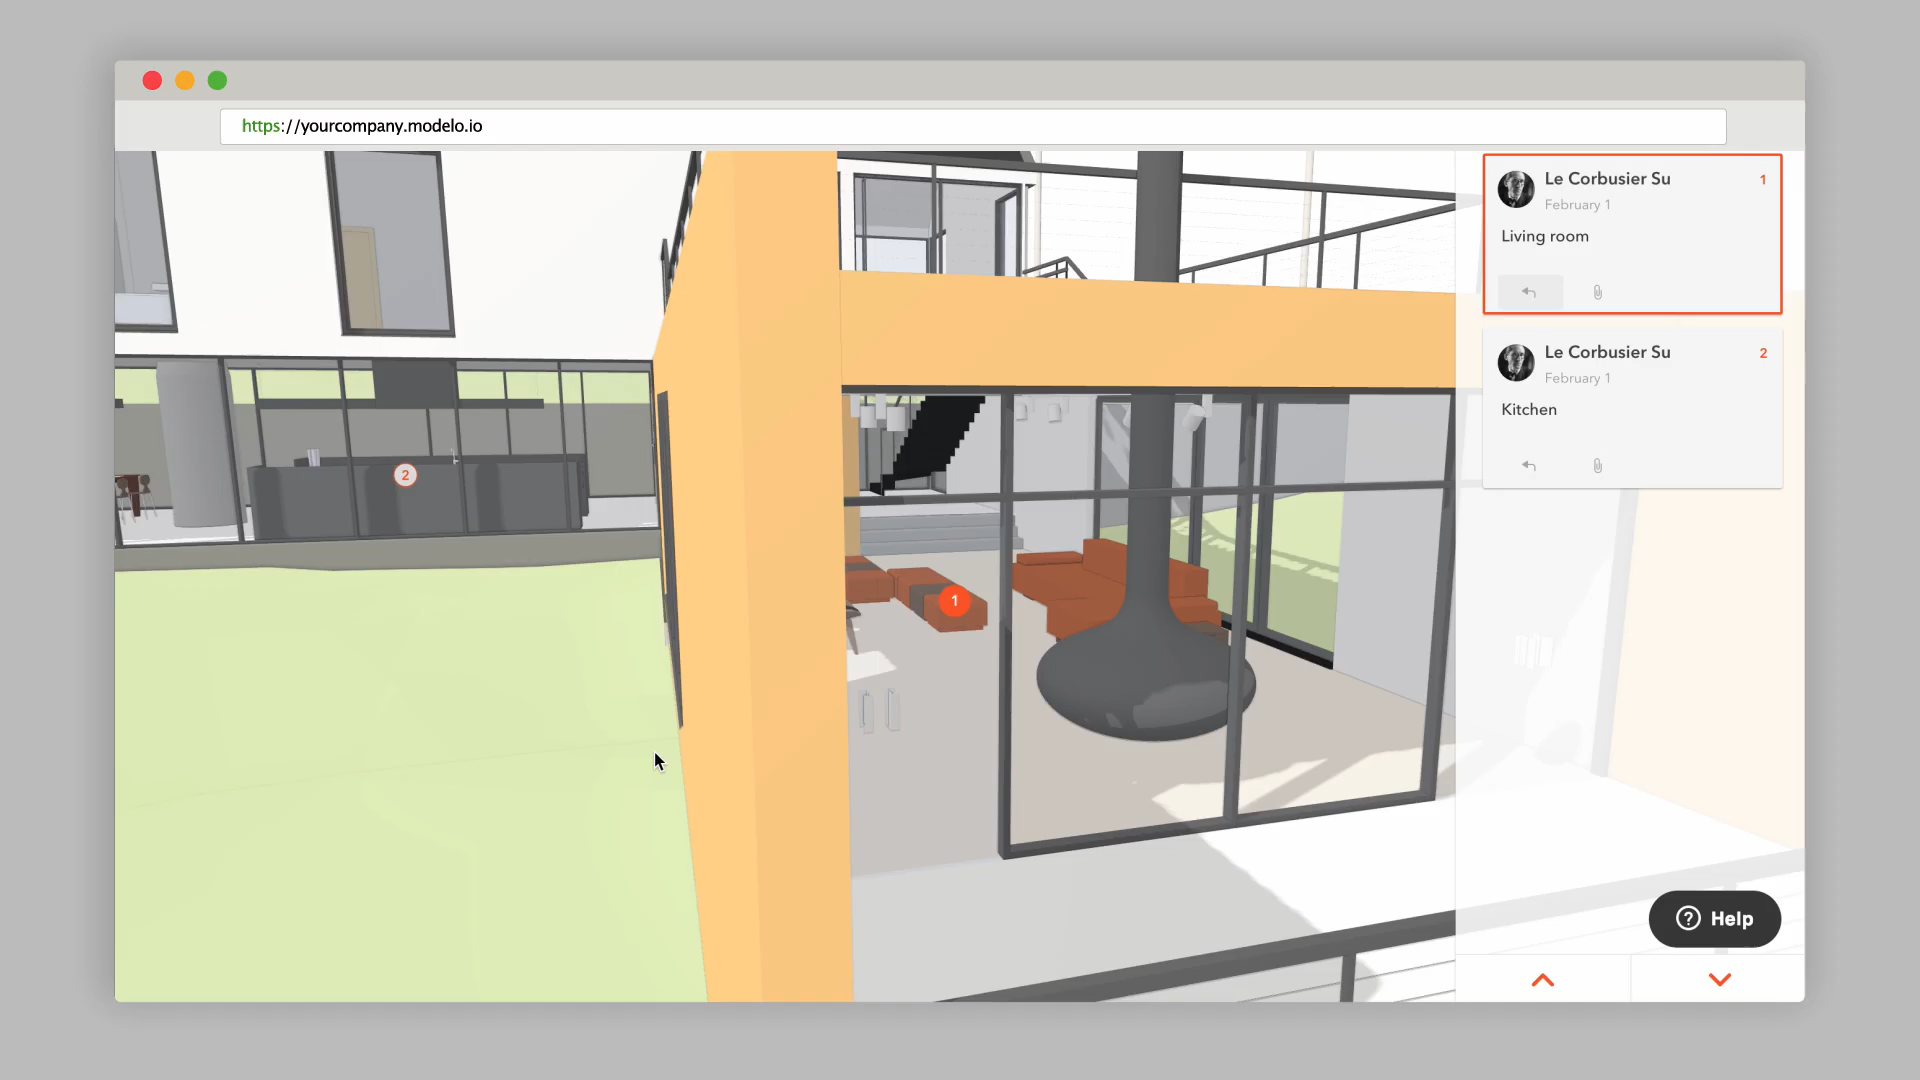 https://yourcompany.modelo.io
Le Corbusier Su 1
February 1
Living room
Le Corbusier Su 2
February 1
Kitchen
2
1
? Help